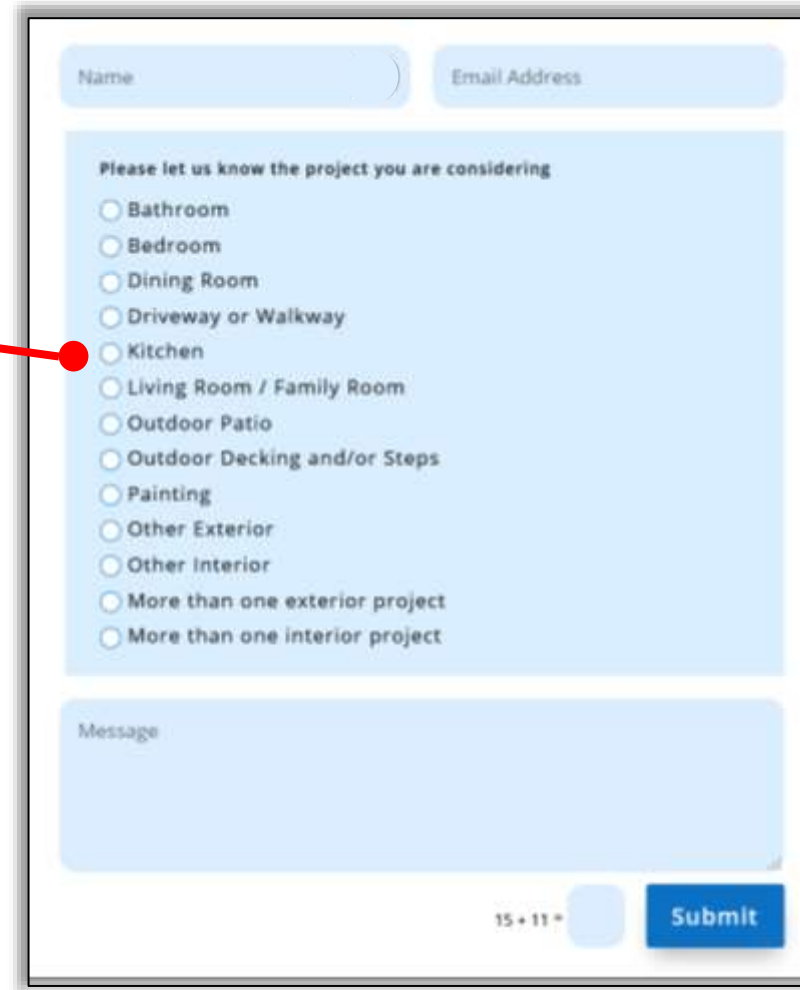 Name
Email Address
Please let us know the project you are considering
Bathroom
Bedroom
Dining Room
Driveway or Walkway
Kitchen
Living Room / Family Room
Outdoor Patio
Outdoor Decking and/or Steps
Painting
Other Exterior
Other Interior
More than one exterior project
More than one interior project
Message
15 + 11 =
Submit